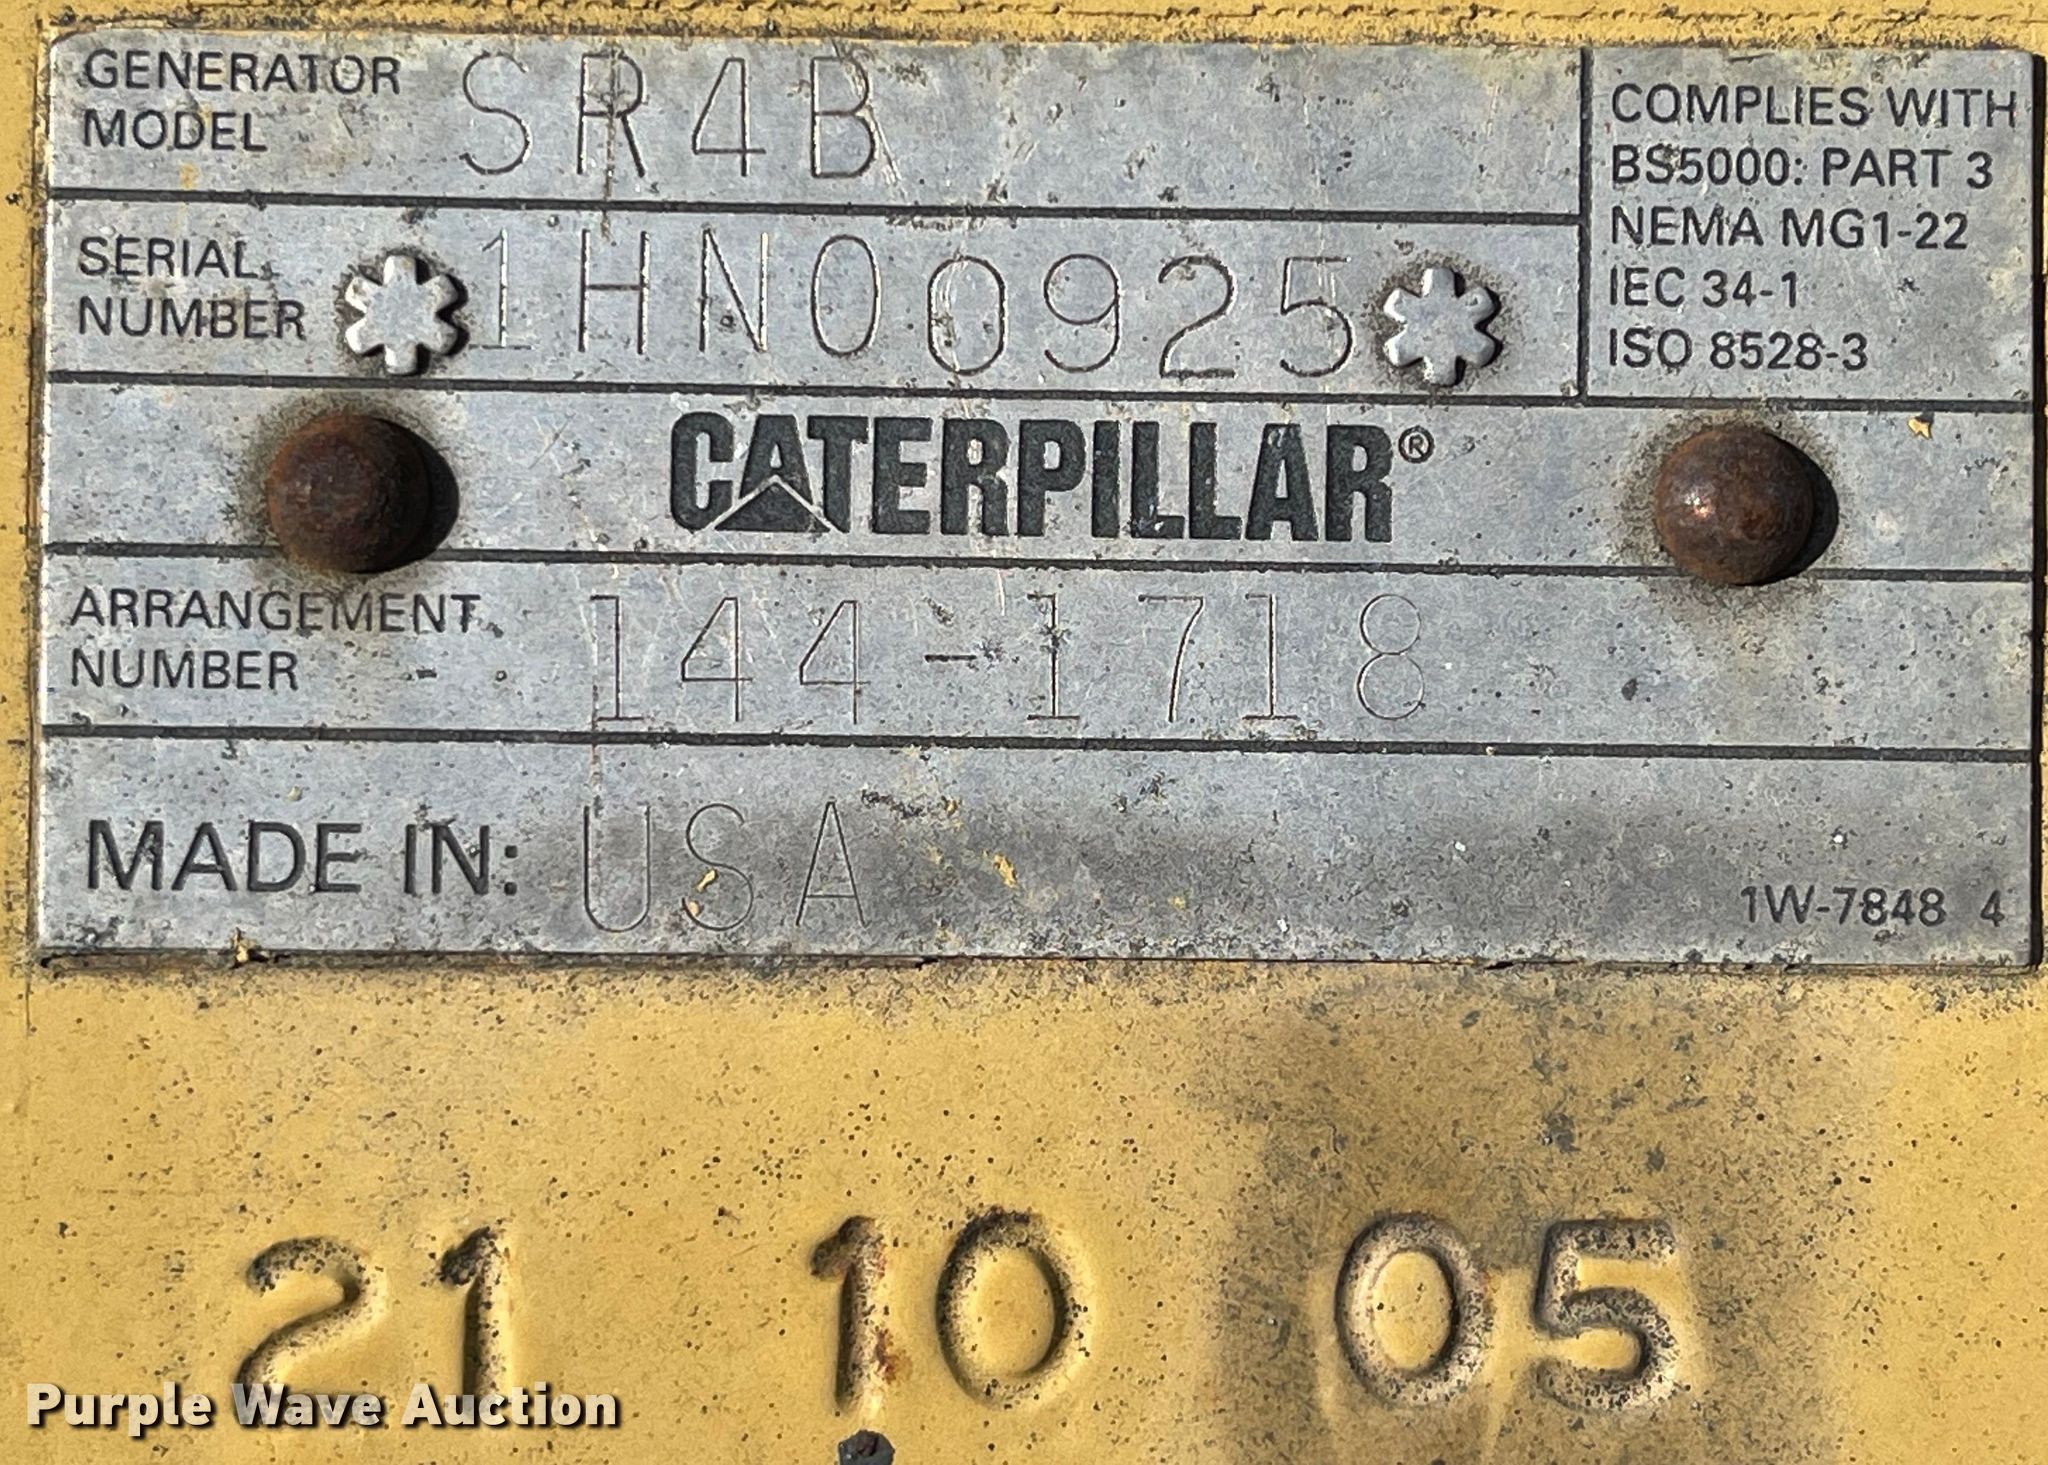 GENERATOR MODEL SR4B
SERIAL NUMBER *1HN00925*
COMPLIES WITH
BS5000: PART 3
NEMA MG1-22
IEC 34-1
ISO 8528-3
CATERPILLAR®
ARRANGEMENT NUMBER 144-1718
MADE IN: USA
1W-7848 4
21 10 05
Purple Wave Auction